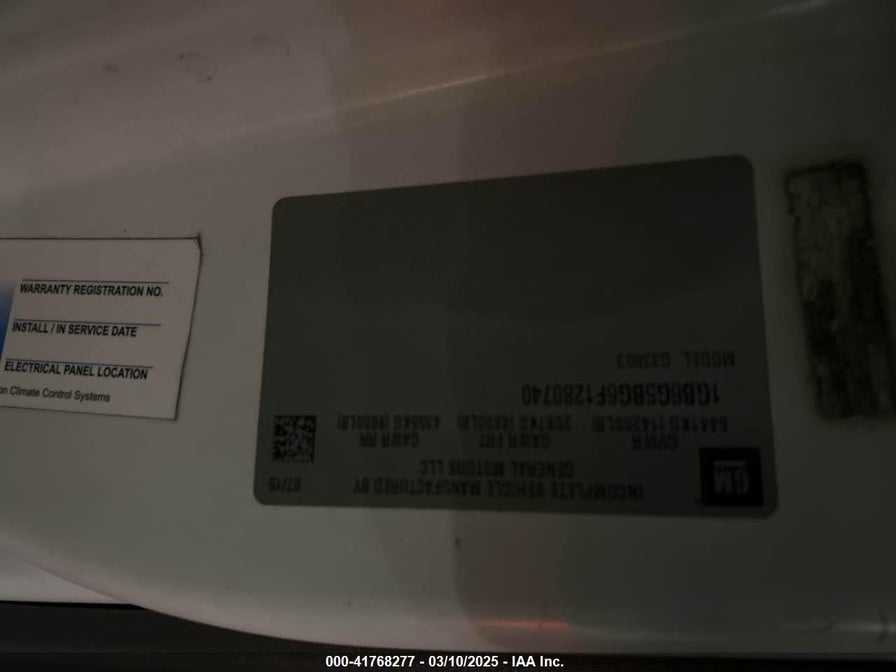 WARRANTY REGISTRATION NO.
INSTALL / IN SERVICE DATE
ELECTRICAL PANEL LOCATION
on Climate Control Systems
GM
INCOMPLETE VEHICLE MANUFACTURED BY
07/15
GENERAL MOTORS LLC
GVWR GAWR FRT GAWR RR
6441KG (14200LB) 2087KG (4600LB) 4355KG (9600LB)
1GB6G5BG6F1280740
MODEL: G33803
000-41768277 - 03/10/2025 - IAA Inc.